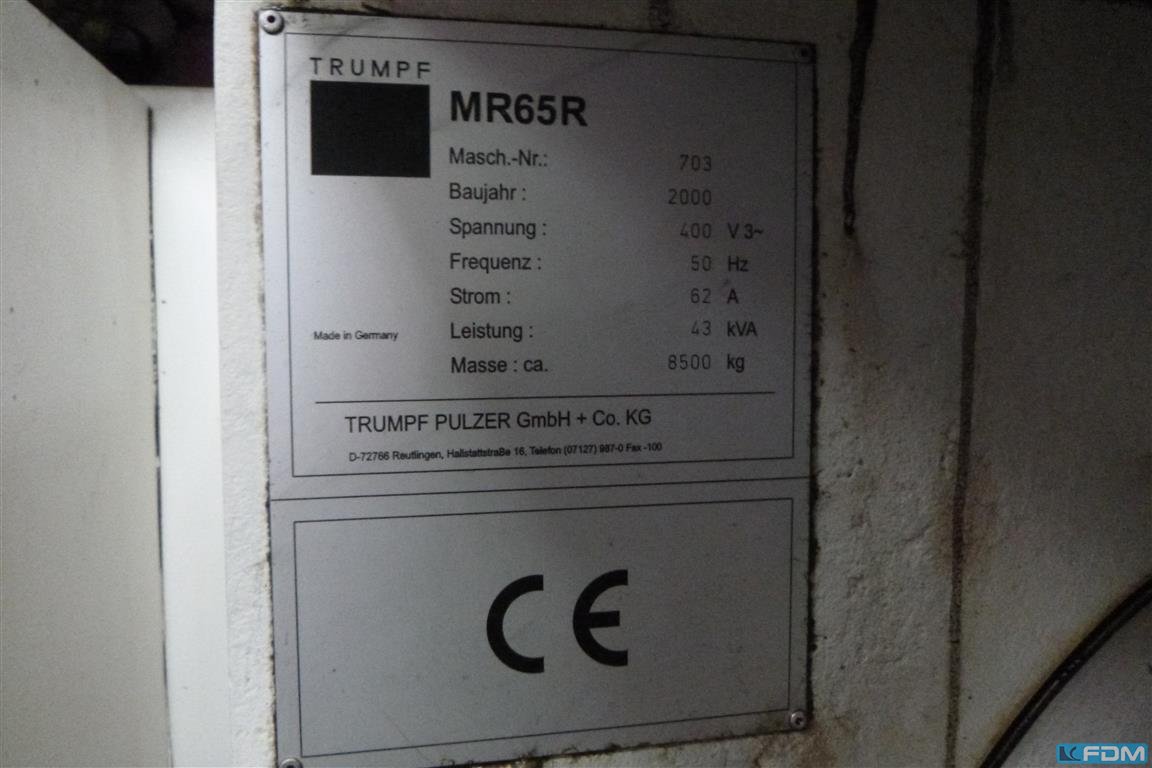 TRUMPF
MR65R
Masch.-Nr.: 703
Baujahr : 2000
Spannung : 400 V 3~
Frequenz : 50 Hz
Strom : 62 A
Leistung : 43 kVA
Masse : ca. 8500 kg
Made in Germany
TRUMPF PULZER GmbH + Co. KG
D-72766 Reutlingen, Hallstattstraße 16, Telefon (07127) 987-0 Fax -100
CE
FDM